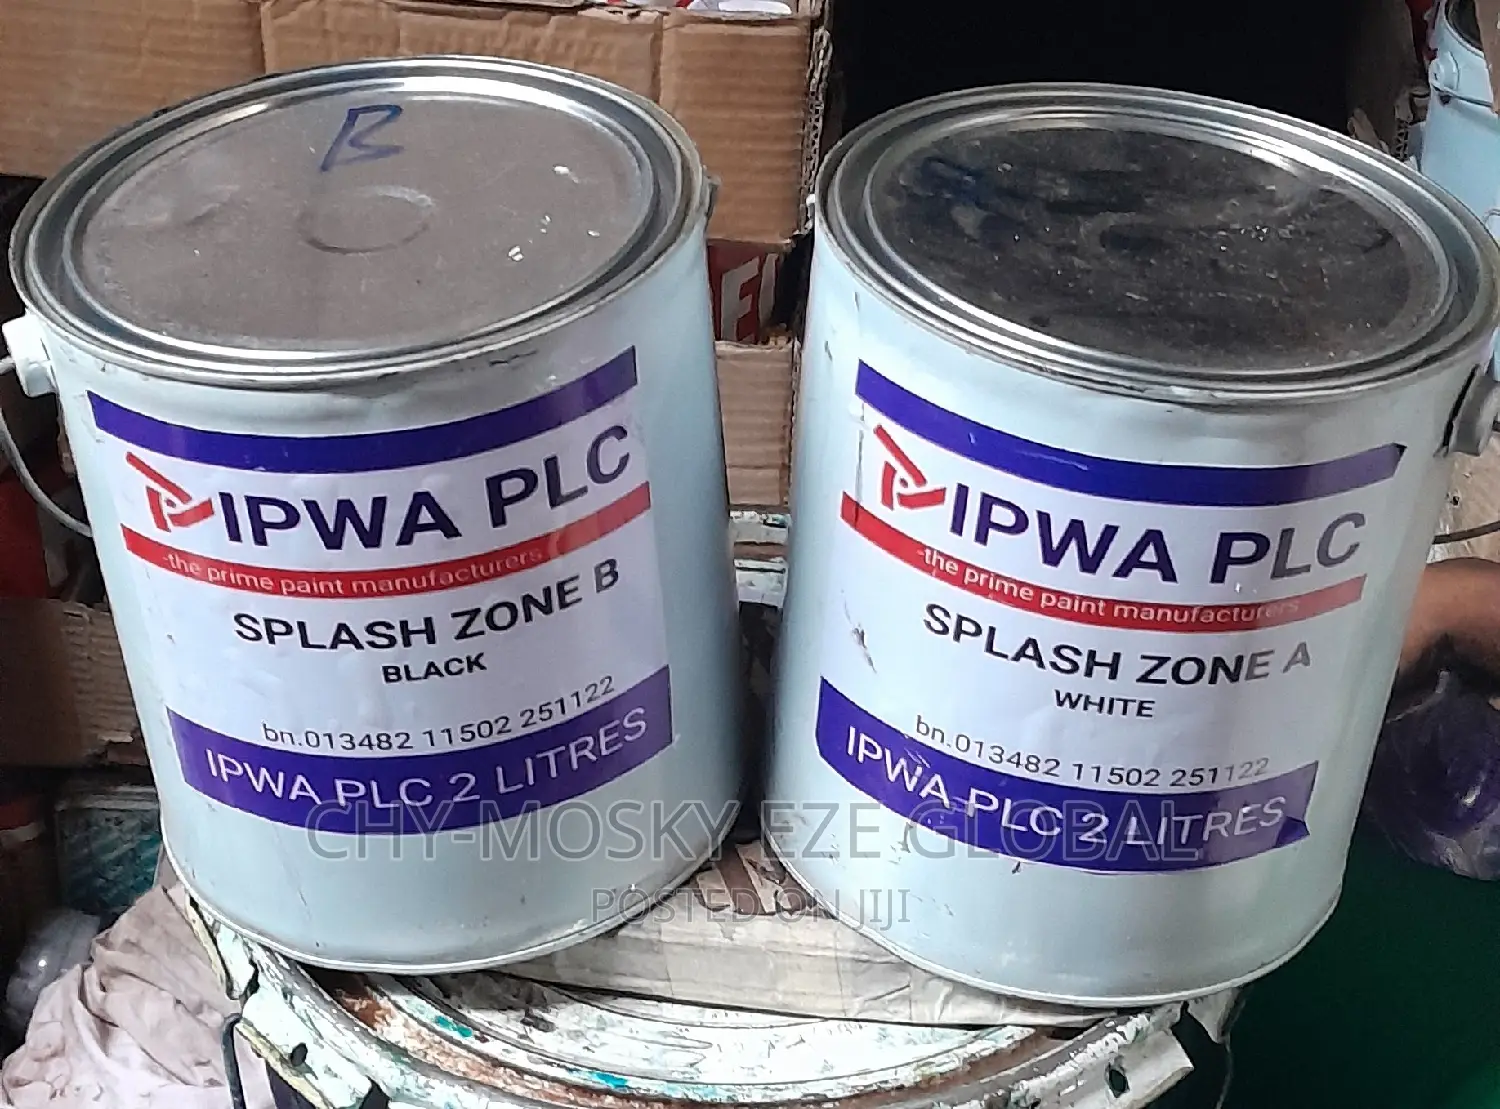 B
IPWA PLC
-the prime paint manufacturers
SPLASH ZONE B
BLACK
bn.013482 11502 251122
IPWA PLC 2 LITRES
IPWA PLC
-the prime paint manufacturers
SPLASH ZONE A
WHITE
bn.013482 11502 251122
IPWA PLC 2 LITRES
CHY-MOSKY EZE GLOBAL
POSTED ON JIJI